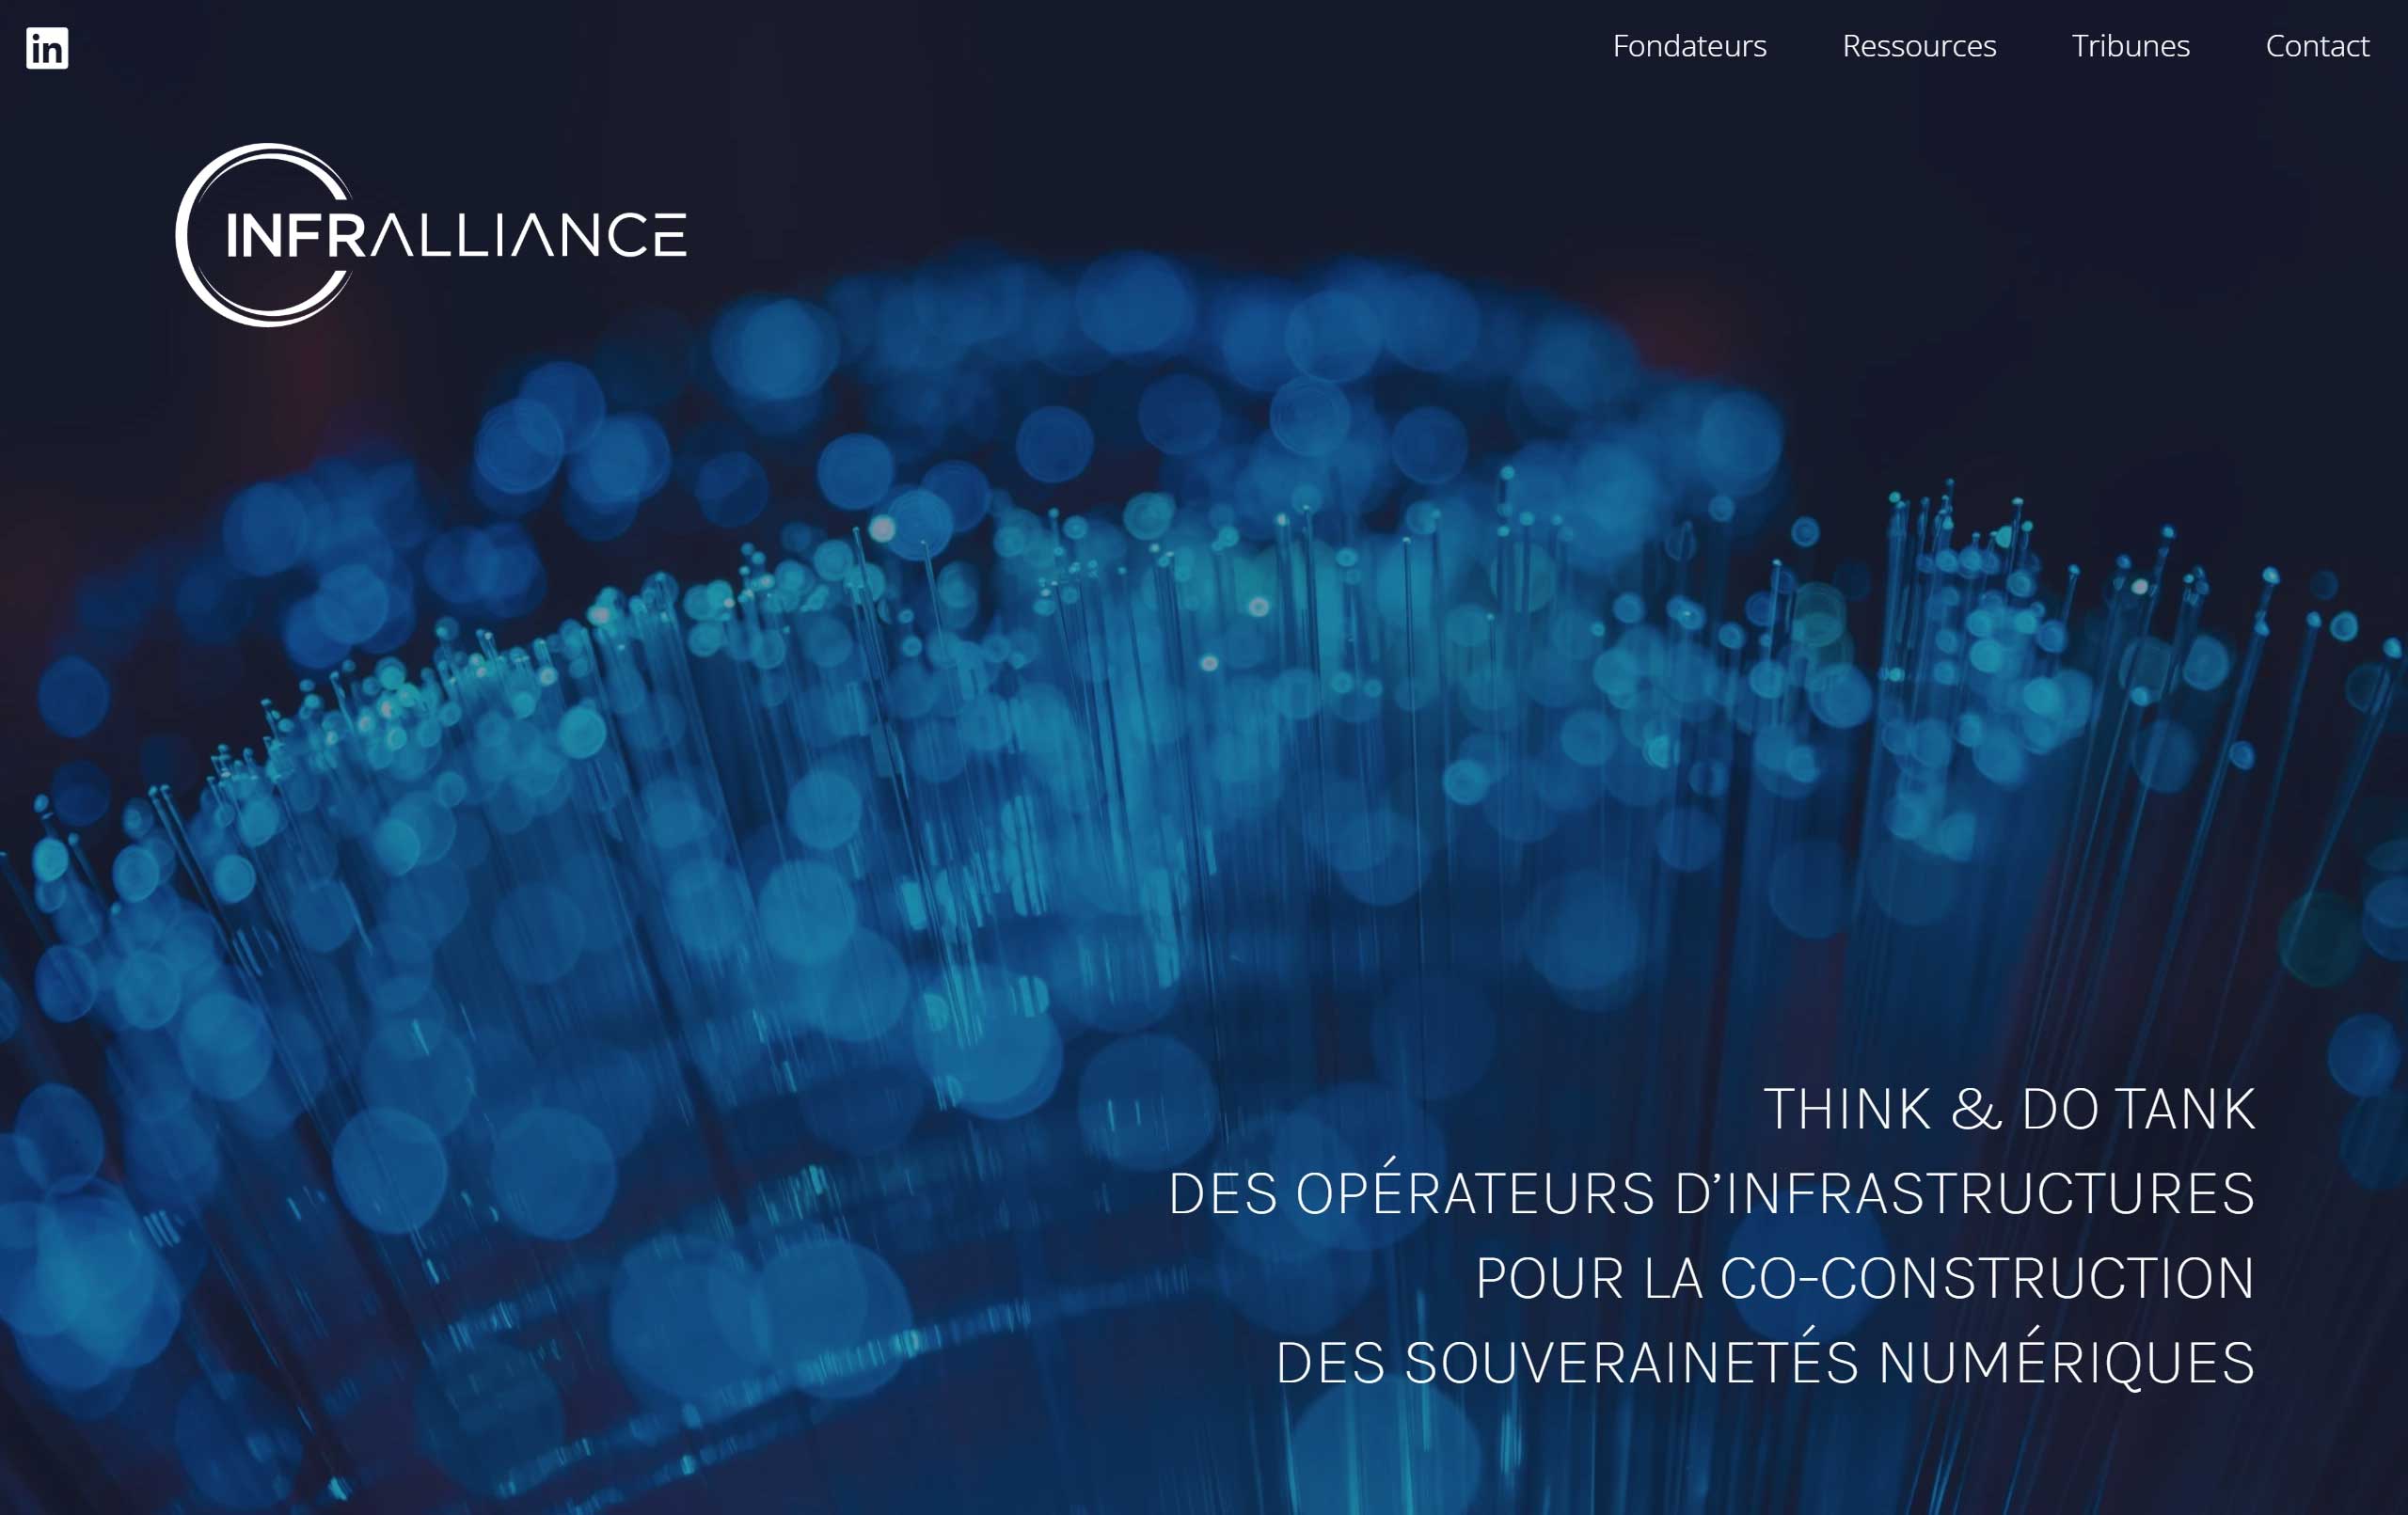 in
Fondateurs Ressources Tribunes Contact
INFRALLIANCE
THINK & DO TANK
DES OPÉRATEURS D’INFRASTRUCTURES
POUR LA CO-CONSTRUCTION
DES SOUVERAINETÉS NUMÉRIQUES